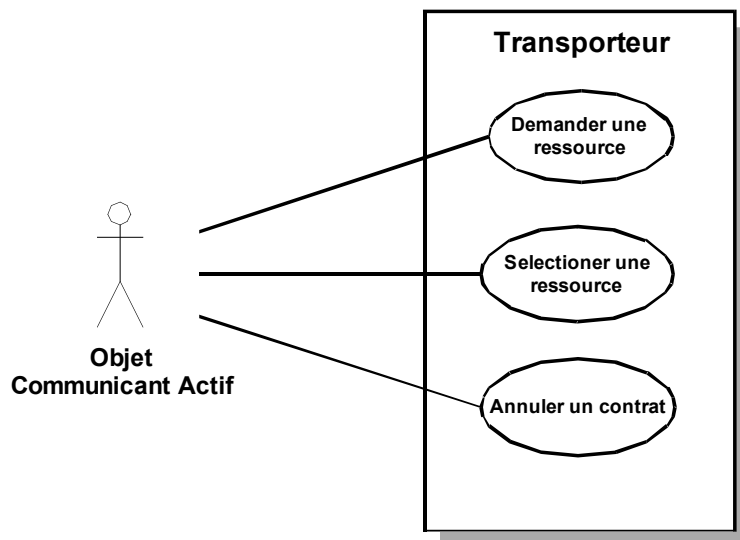 Transporteur
Demander une
ressource
Selectioner une
ressource
Annuler un contrat
Objet
Communicant Actif